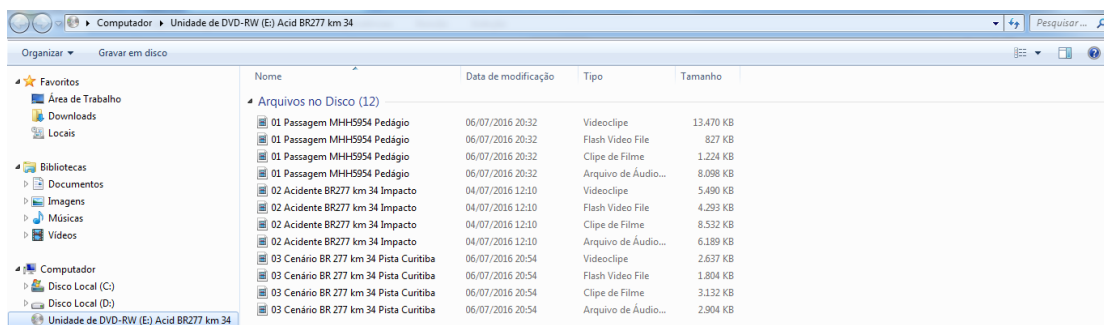 Computador Unidade de DVD-RW (E:) Acid BR277 km 34 Pesquisar ...
Organizar Gravar em disco
Favoritos
Área de Trabalho
Downloads
Locais
Bibliotecas
Documentos
Imagens
Músicas
Vídeos
Computador
Disco Local (C:)
Disco Local (D:)
Unidade de DVD-RW (E:) Acid BR277 km 34
Nome Data de modificação Tipo Tamanho
Arquivos no Disco (12)
01 Passagem MHH5954 Pedágio 06/07/2016 20:32 Videoclipe 13.470 KB
01 Passagem MHH5954 Pedágio 06/07/2016 20:32 Flash Video File 827 KB
01 Passagem MHH5954 Pedágio 06/07/2016 20:32 Clipe de Filme 1.224 KB
01 Passagem MHH5954 Pedágio 06/07/2016 20:32 Arquivo de Áudio... 8.098 KB
02 Acidente BR277 km 34 Impacto 04/07/2016 12:10 Videoclipe 5.490 KB
02 Acidente BR277 km 34 Impacto 04/07/2016 12:10 Flash Video File 4.293 KB
02 Acidente BR277 km 34 Impacto 04/07/2016 12:10 Clipe de Filme 8.532 KB
02 Acidente BR277 km 34 Impacto 04/07/2016 12:10 Arquivo de Áudio... 6.189 KB
03 Cenário BR 277 km 34 Pista Curitiba 06/07/2016 20:54 Videoclipe 2.637 KB
03 Cenário BR 277 km 34 Pista Curitiba 06/07/2016 20:54 Flash Video File 1.804 KB
03 Cenário BR 277 km 34 Pista Curitiba 06/07/2016 20:54 Clipe de Filme 3.132 KB
03 Cenário BR 277 km 34 Pista Curitiba 06/07/2016 20:54 Arquivo de Áudio... 2.904 KB